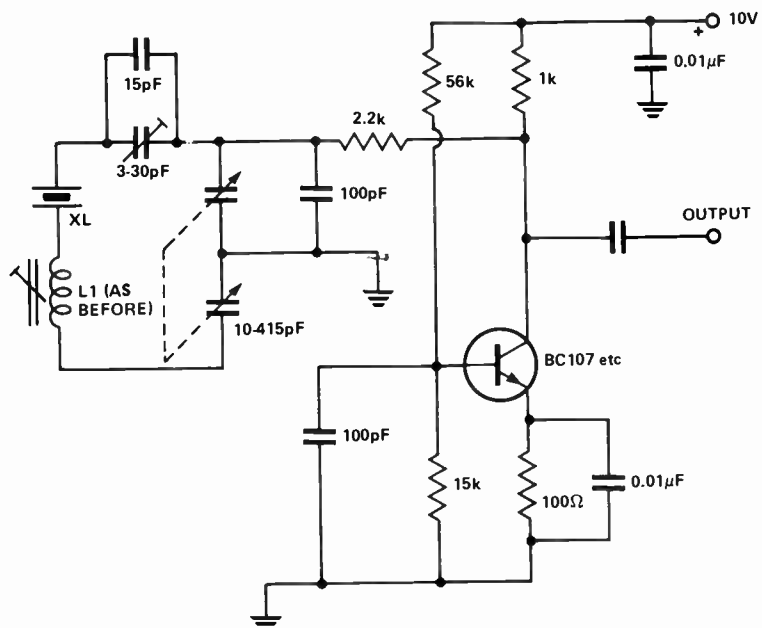 10V
+
0.01μF
15pF
56k
1k
2.2k
3-30pF
100pF
XL
OUTPUT
L1 (AS
BEFORE)
10-415pF
BC107 etc
100pF
15k
100Ω
0.01μF